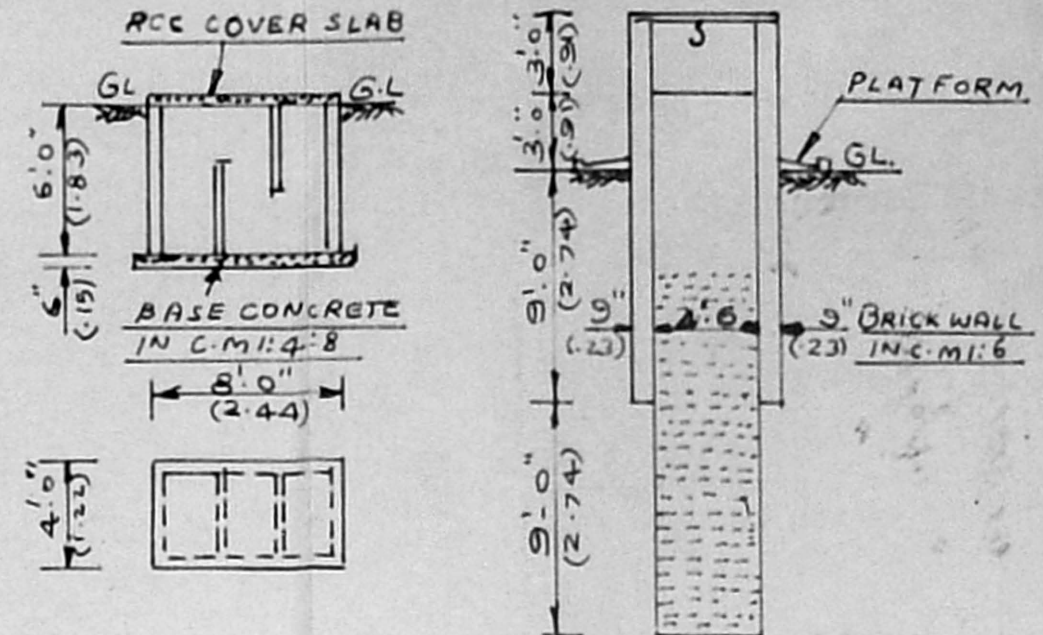 RCC COVER SLAB
GL
G.L
6'.0"
(1.83)
6"
(.15)
BASE CONCRETE
IN C.M 1:4:8
8'.0"
(2.44)
4'.0"
(1.22)
3'.0"
(.91)
3'.0"
(.91)
PLATFORM
GL.
9'.0"
(2.74)
9"
(.23)
9" BRICK WALL
(.23) IN C.M 1:6
9'.0"
(2.74)